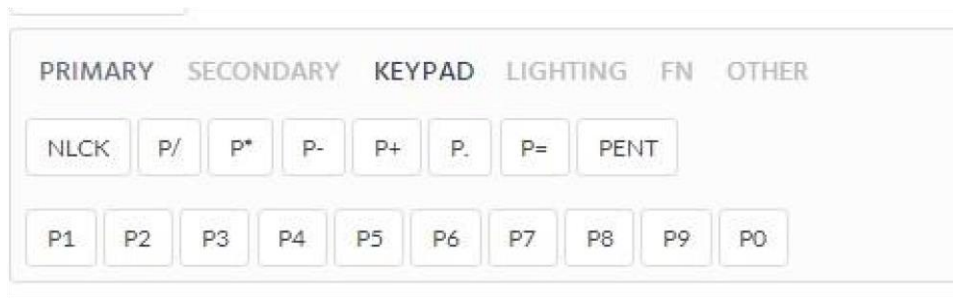 PRIMARY SECONDARY KEYPAD LIGHTING FN OTHER
NLCK P/ P* P- P+ P. P= PENT
P1 P2 P3 P4 P5 P6 P7 P8 P9 P0